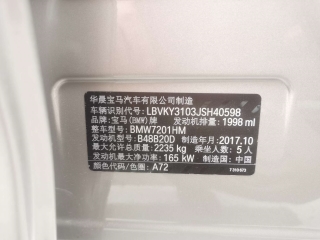 华晨宝马汽车有限公司制造
车辆识别代号: LBVKY3103JSH40598
品牌: 宝马(BMW)牌 发动机排量: 1998 ml
整车型号: BMW7201HM
发动机型号: B48B20D 制造年月: 2017.10
最大允许总质量: 2235 kg 乘坐人数: 5 人
发动机最大净功率: 165 kW 制造国: 中国
颜色代码/色圈: A72